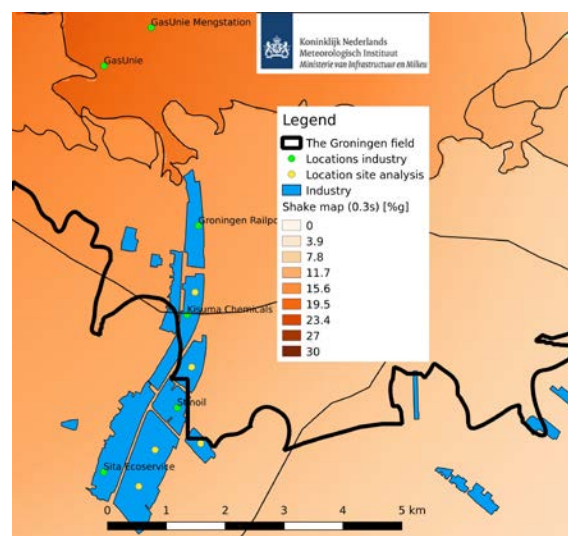 GasUnie Mengstation
GasUnie
Koninklijk Nederlands
Meteorologisch Instituut
Ministerie van Infrastructuur en Milieu
Legend
The Groningen field
Locations industry
Location site analysis
Industry
Shake map (0.3s) [%g]
0
3.9
7.8
11.7
15.6
19.5
23.4
27
30
Groningen Railpo
Kisuma Chemicals
Sita Ecoservice
0 1 2 3 4 5 km